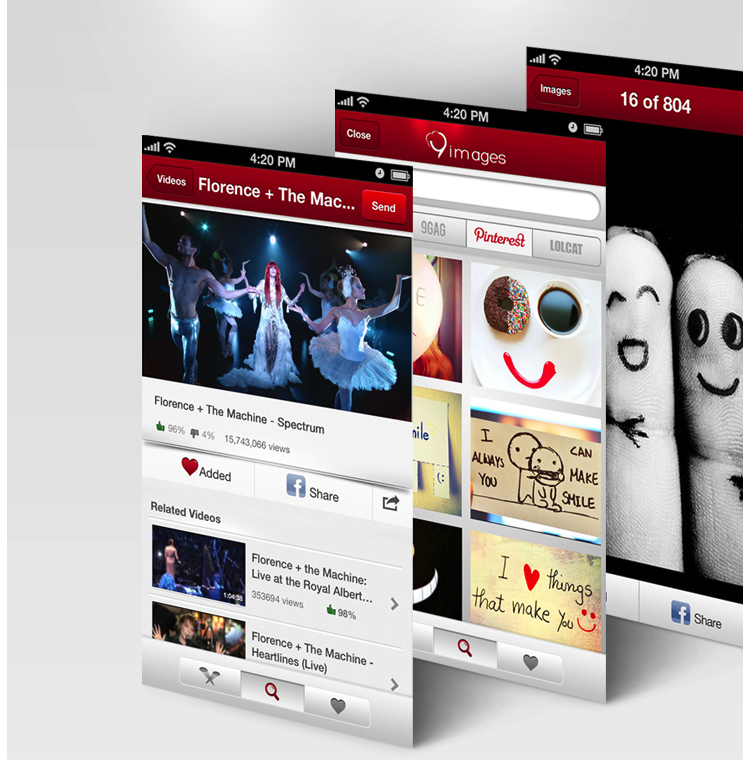 4:20 PM
Videos
Florence + The Mac...
Send
Florence + The Machine - Spectrum
96%
4%
15,743,066 views
Added
Share
Related Videos
1:04:38
Florence + the Machine:
Live at the Royal Albert...
353694 views
98%
Florence + The Machine -
Heartlines (Live)
4:20 PM
Close
9images
9GAG
Pinterest
LOLCAT
E
I
ALWAYS
YOU
CAN
MAKE
SMILE
I ♥ things
that make you
4:20 PM
Images
16 of 804
Share